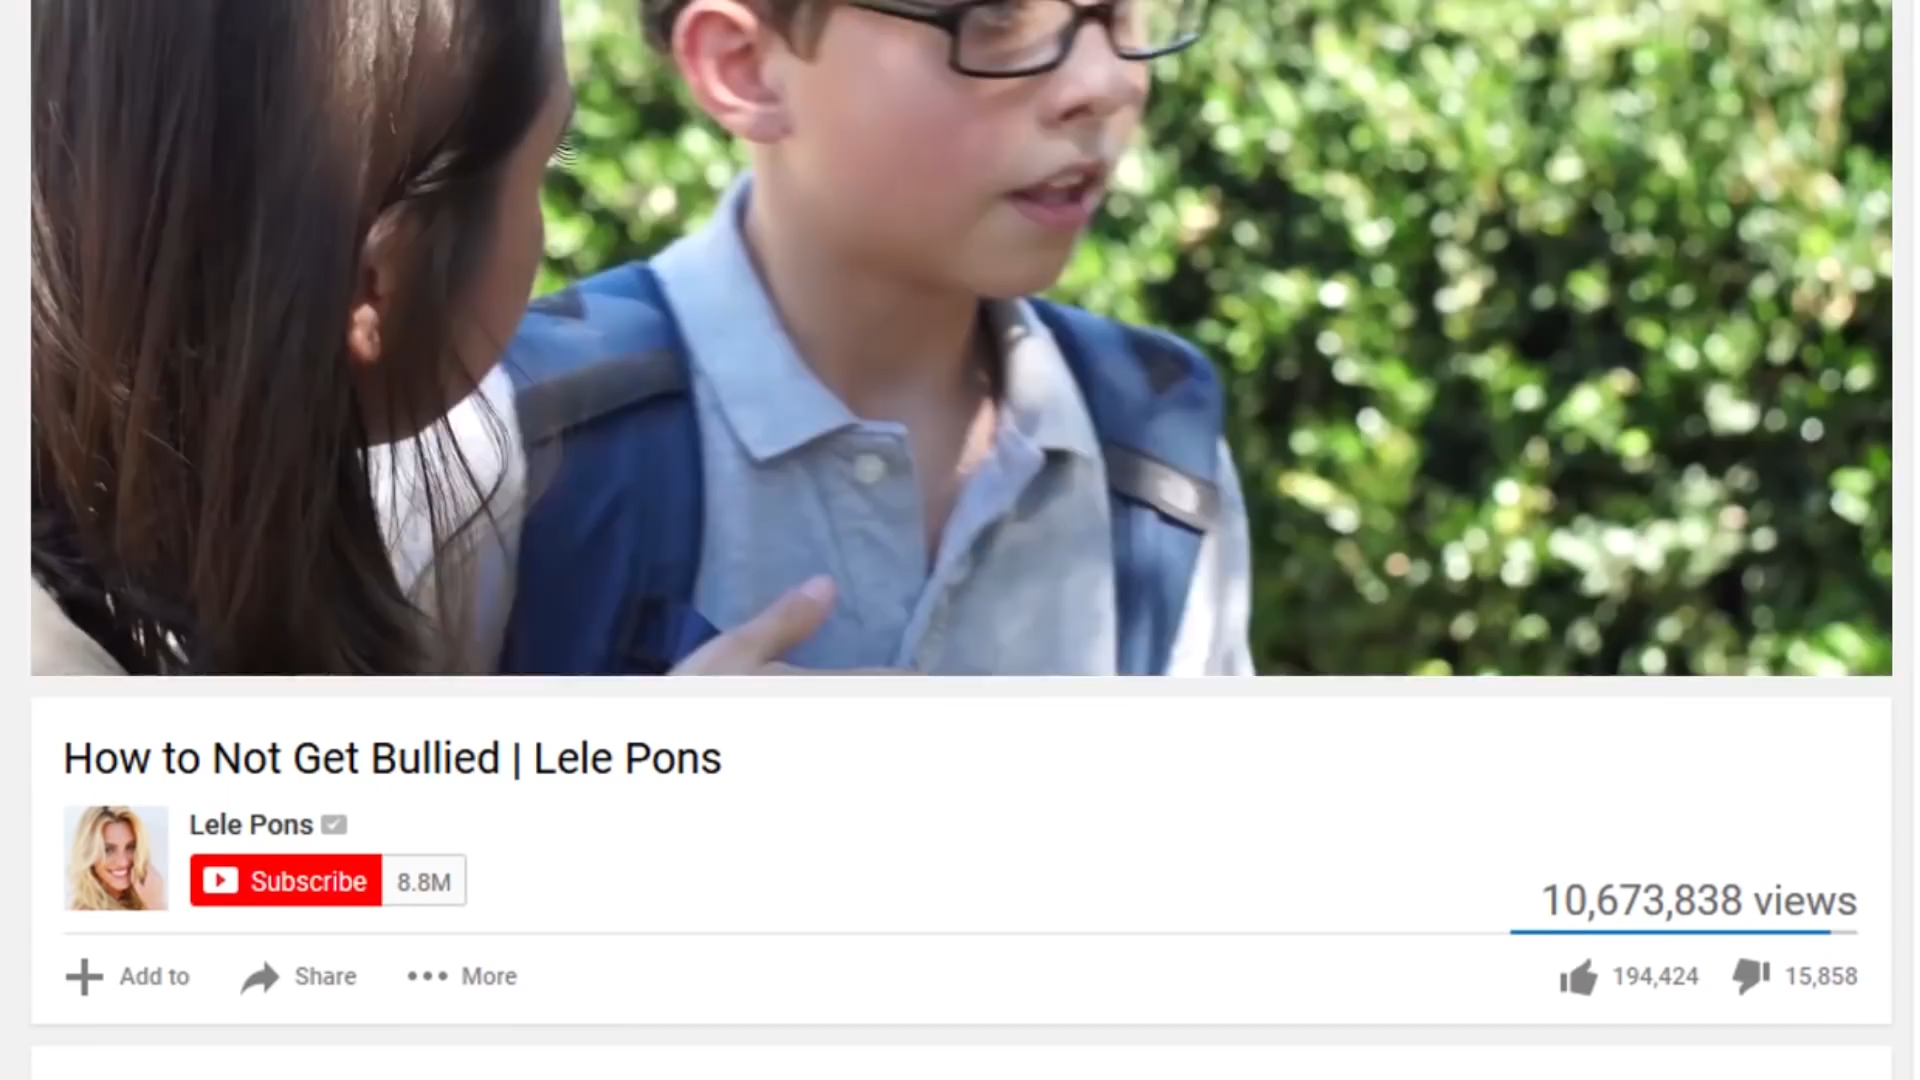 How to Not Get Bullied | Lele Pons
Lele Pons
Subscribe 8.8M
10,673,838 views
Add to Share More 194,424 15,858